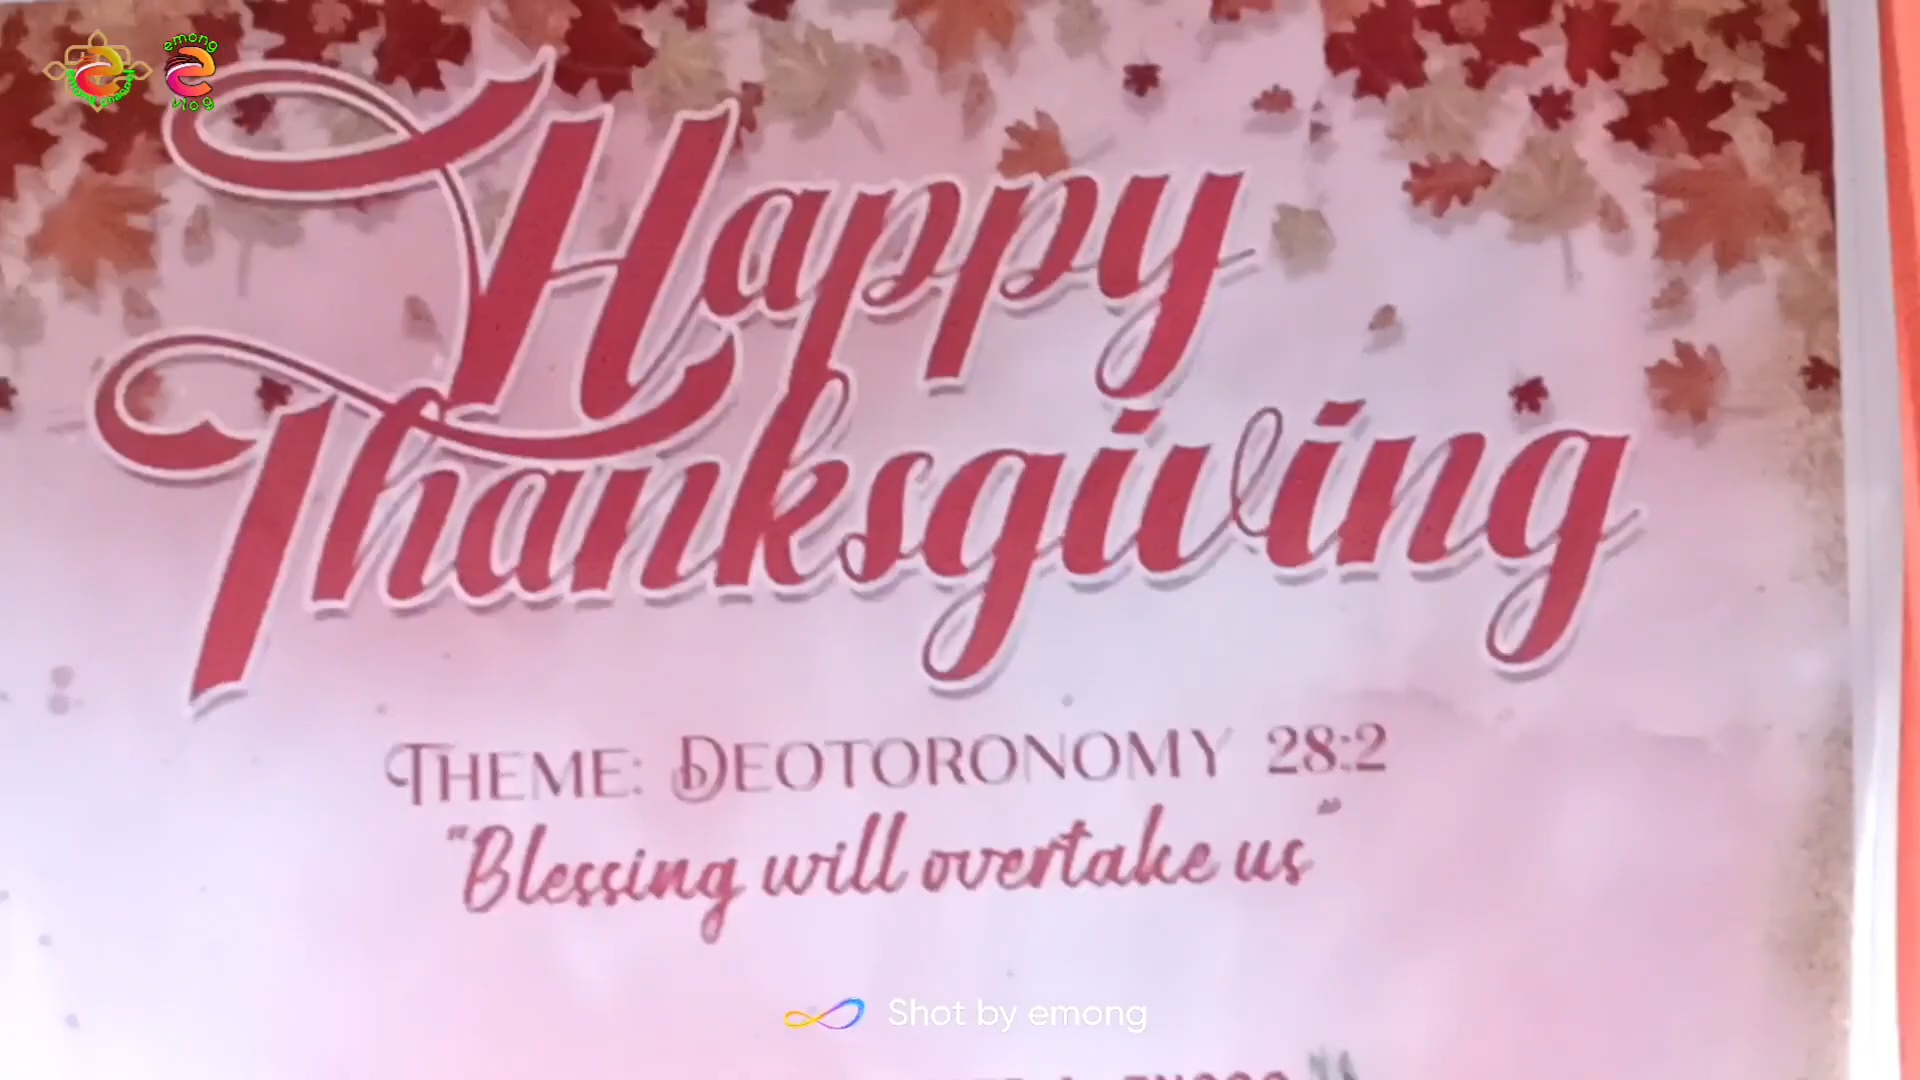 emong
vlog
Happy
Thanksgiving
THEME: DEOTORONOMY 28:2
"Blessing will overtake us"
Shot by emong